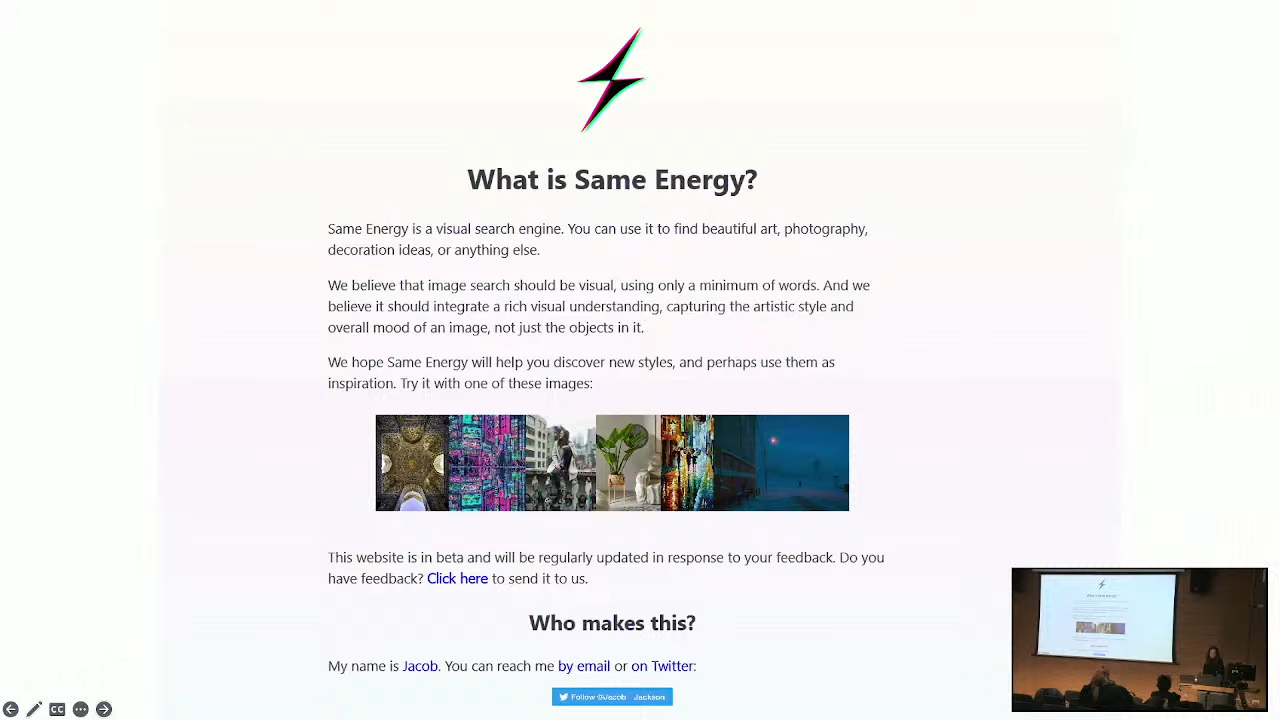 What is Same Energy?
Same Energy is a visual search engine. You can use it to find beautiful art, photography,
decoration ideas, or anything else.
We believe that image search should be visual, using only a minimum of words. And we
believe it should integrate a rich visual understanding, capturing the artistic style and
overall mood of an image, not just the objects in it.
We hope Same Energy will help you discover new styles, and perhaps use them as
inspiration. Try it with one of these images:
This website is in beta and will be regularly updated in response to your feedback. Do you
have feedback? Click here to send it to us.
Who makes this?
My name is Jacob. You can reach me by email or on Twitter:
Follow @Jacob Jackson
CC